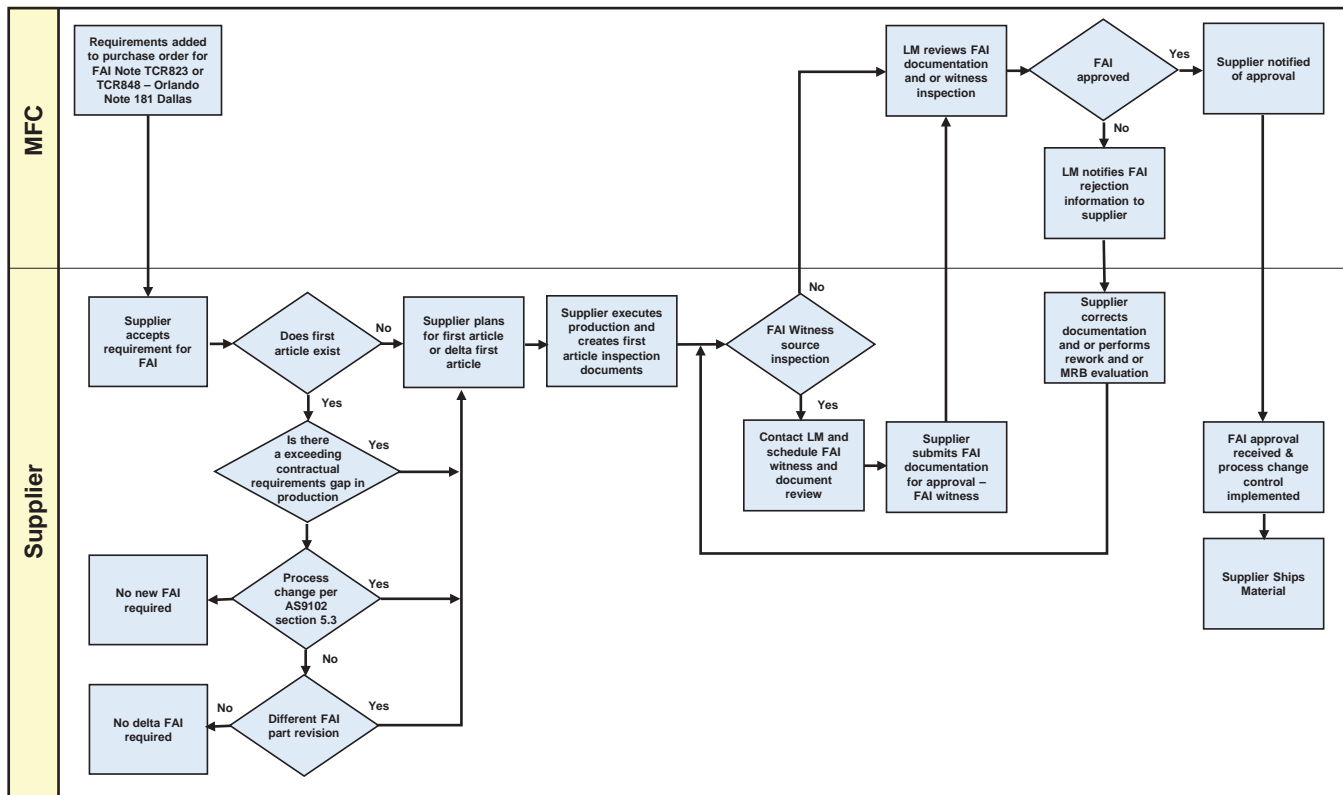 MFC
Requirements added
to purchase order for
FAI Note TCR823 or
TCR848 – Orlando
Note 181 Dallas
LM reviews FAI
documentation
and or witness
inspection
FAI
approved
Yes
Supplier notified
of approval
No
LM notifies FAI
rejection
information to
supplier
Supplier
Supplier
accepts
requirement for
FAI
Does first
article exist
No
Yes
Supplier plans
for first article
or delta first
article
Supplier executes
production and
creates first
article inspection
documents
No
FAI Witness
source
inspection
Yes
Supplier
corrects
documentation
and or performs
rework and or
MRB evaluation
Is there
a exceeding
contractual
requirements gap in
production
Yes
Contact LM and
schedule FAI
witness and
document
review
Supplier
submits FAI
documentation
for approval –
FAI witness
FAI approval
received &
process change
control
implemented
No new FAI
required
Process
change per
AS9102
section 5.3
Yes
No
Supplier Ships
Material
No delta FAI
required
No
Different FAI
part revision
Yes